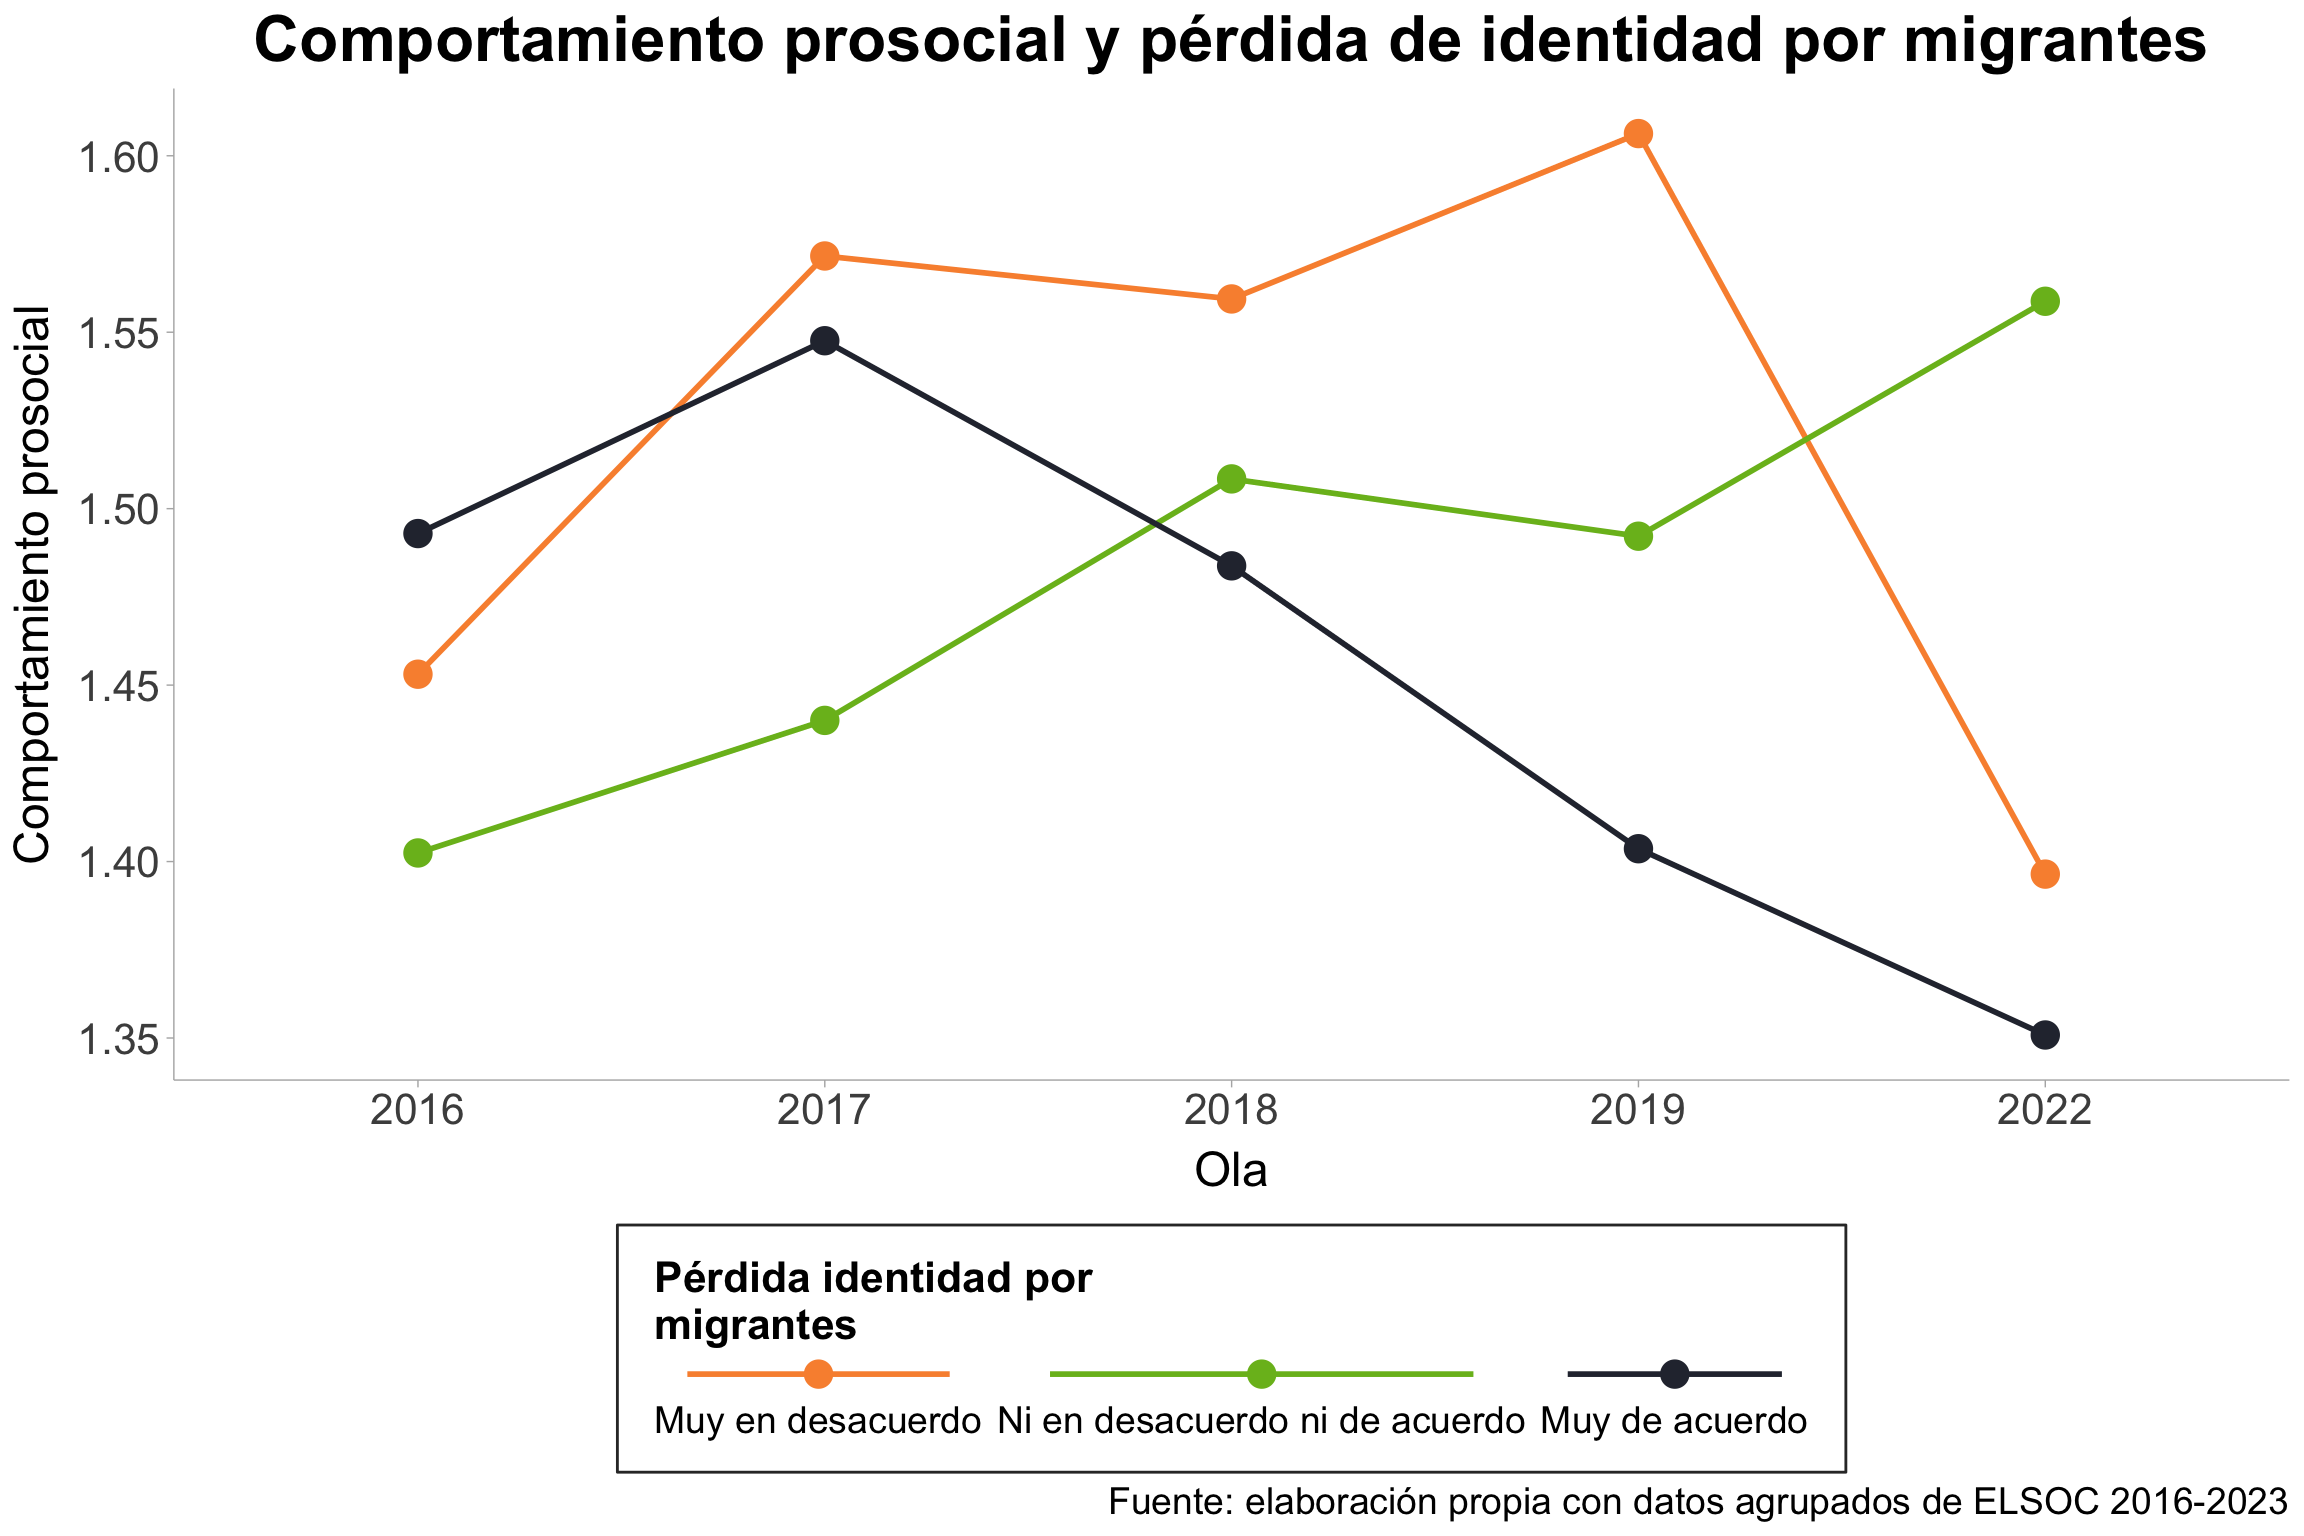 Comportamiento prosocial y pérdida de identidad por migrantes
Comportamiento prosocial
1.60
1.55
1.50
1.45
1.40
1.35
2016 2017 2018 2019 2022
Ola
Pérdida identidad por
migrantes
Muy en desacuerdo Ni en desacuerdo ni de acuerdo Muy de acuerdo
Fuente: elaboración propia con datos agrupados de ELSOC 2016-2023